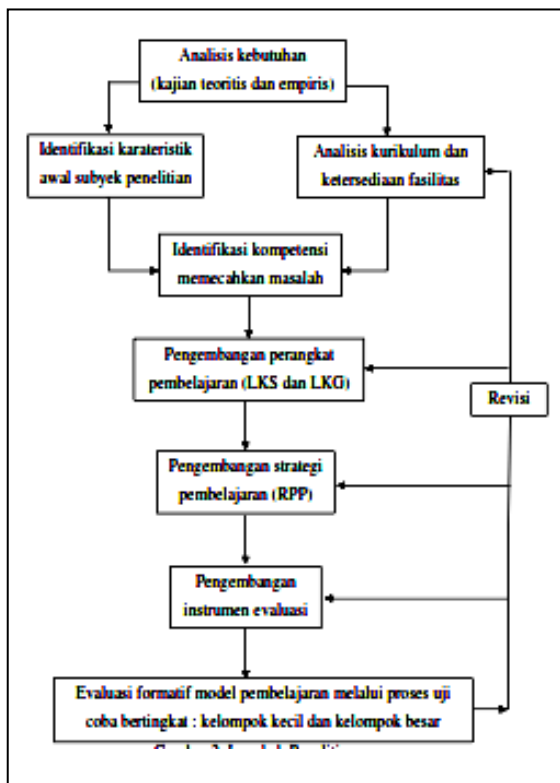 Analisis kebutuhan
(kajian teoritis dan empiris)
Identifikasi karateristik
awal subyek penelitian
Analisis kurikulum dan
ketersediaan fasilitas
Identifikasi kompetensi
memecahkan masalah
Pengembangan perangkat
pembelajaran (LKS dan LKG)
Revisi
Pengembangan strategi
pembelajaran (RPP)
Pengembangan
instrumen evaluasi
Evaluasi formatif model pembelajaran melalui proses uji
coba bertingkat : kelompok kecil dan kelompok besar